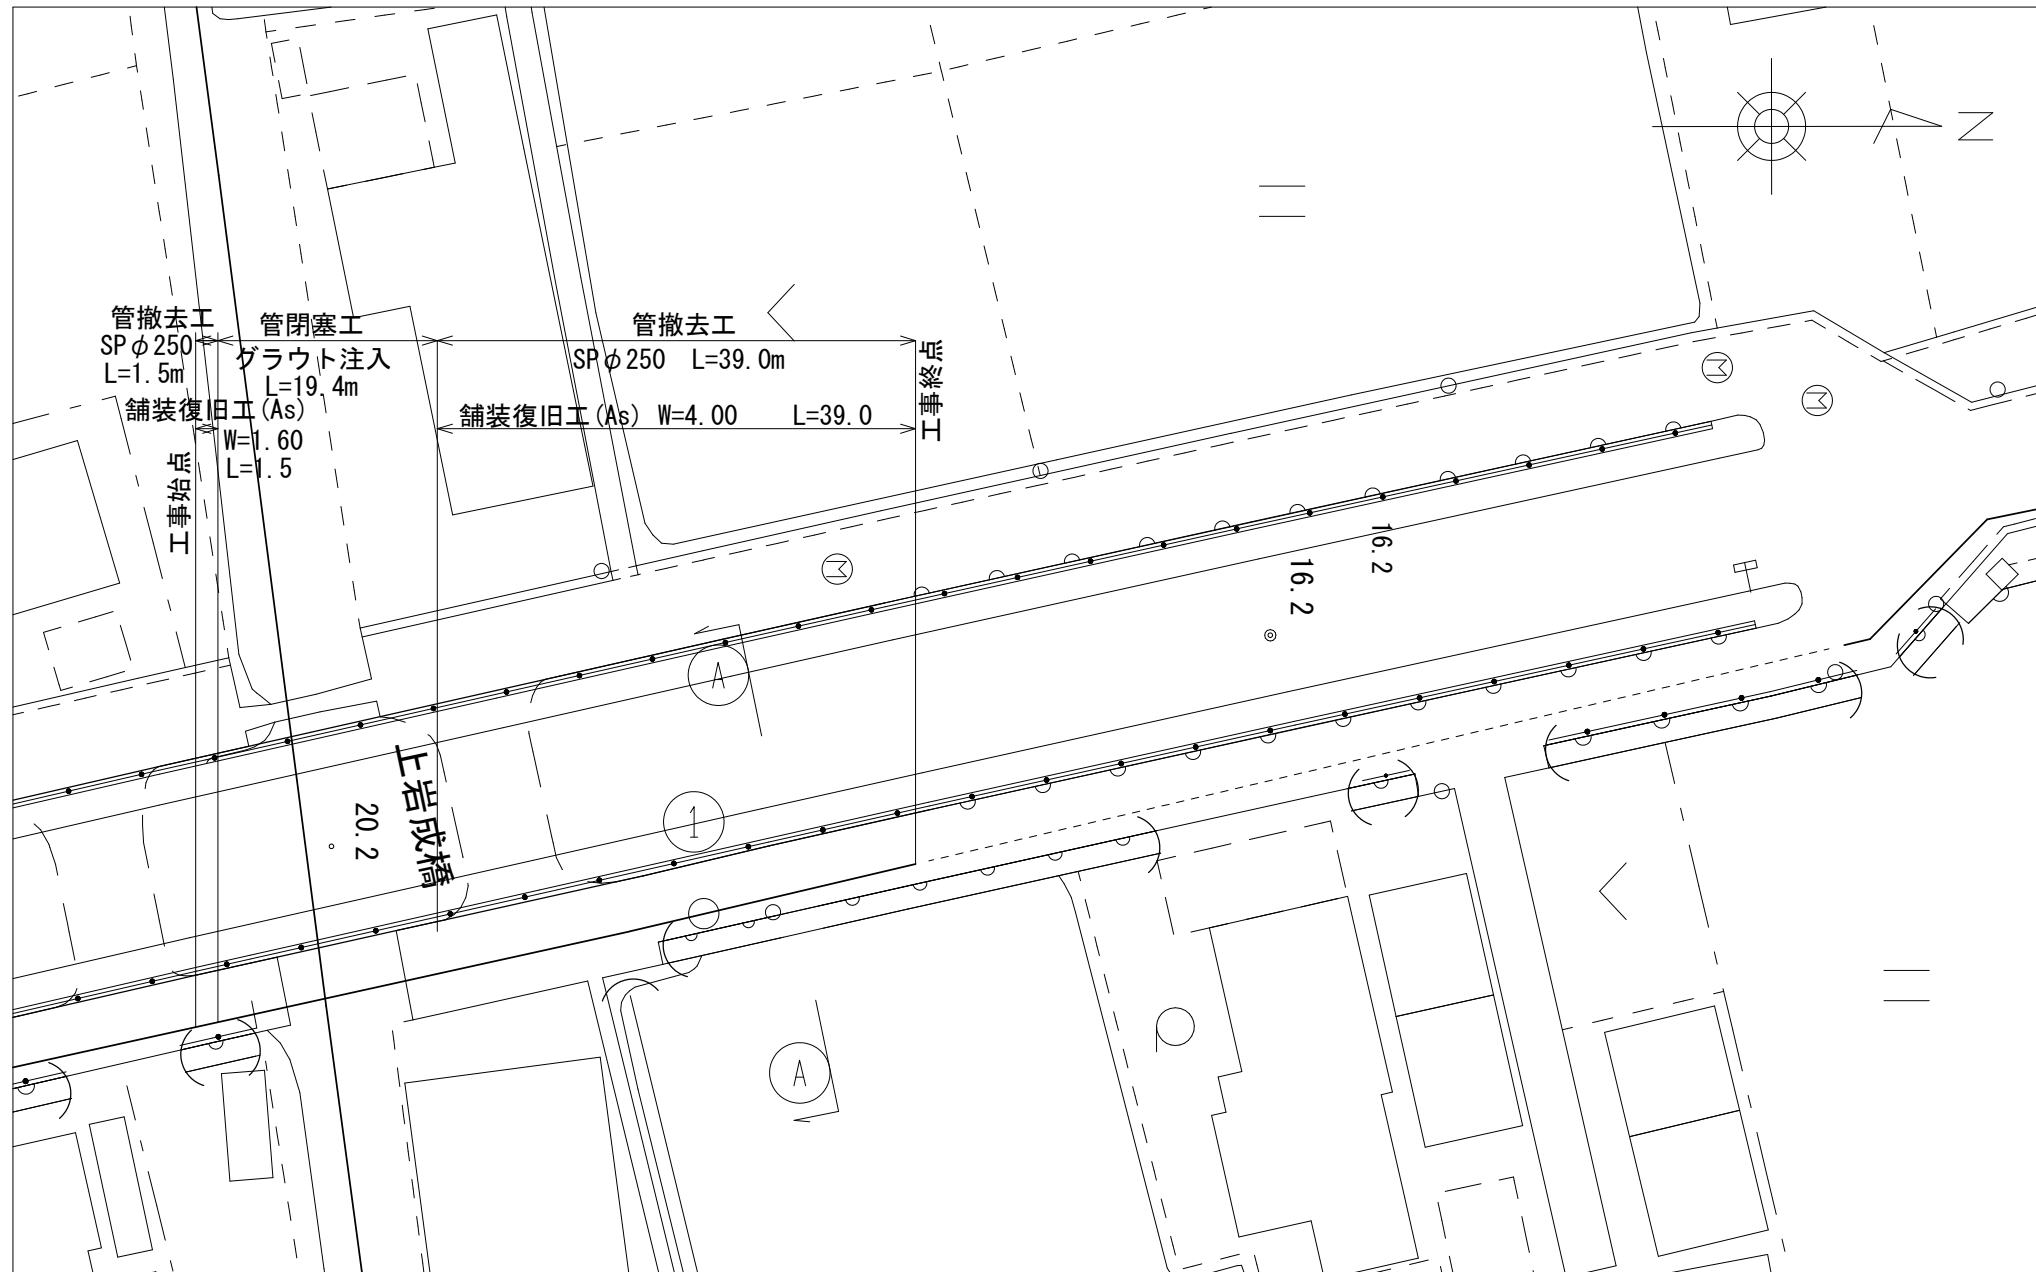 N
管撤去工
SPφ250
L=1.5m
管閉塞工
グラウト注入
L=19.4m
管撤去工
SPφ250 L=39.0m
舗装復旧工(As)
W=1.60
L=1.5
舗装復旧工(As) W=4.00 L=39.0
工事始点
工事終点
M
M
M
16.2
16.2
A
1
上岩成橋
20.2
A